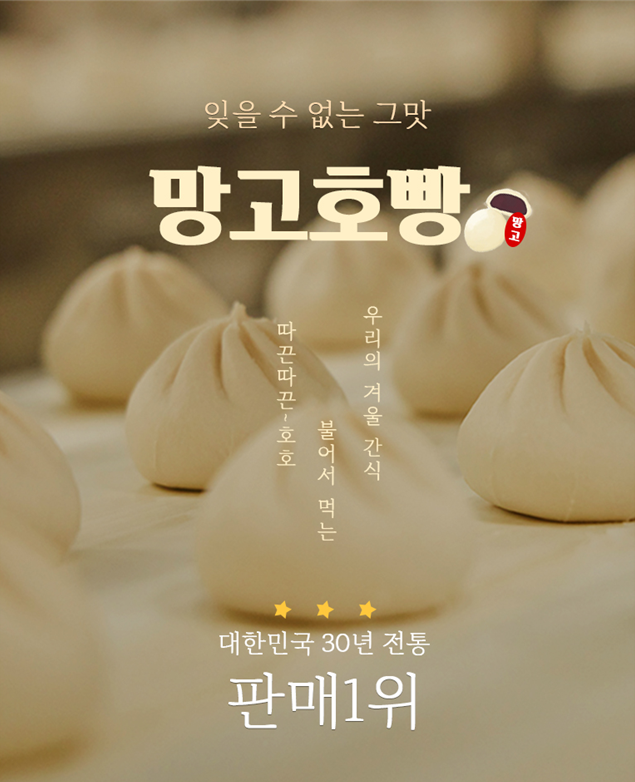 잊을 수 없는 그맛
망고호빵
망고
따끈따끈~호호
불어서 먹는
우리의 겨울 간식
대한민국 30년 전통
판매1위